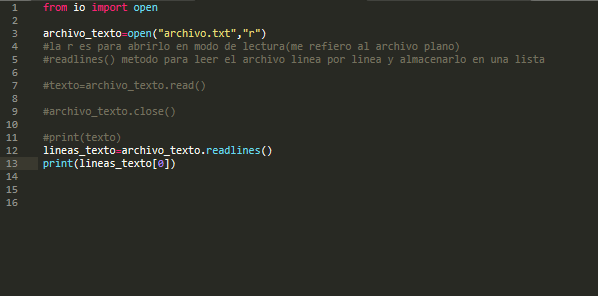 1 from io import open
2
3 archivo_texto=open("archivo.txt","r")
4 #la r es para abrirlo en modo de lectura(me refiero al archivo plano)
5 #readlines() metodo para leer el archivo linea por linea y almacenarlo en una lista
6
7 #texto=archivo_texto.read()
8
9 #archivo_texto.close()
10
11 #print(texto)
12 lineas_texto=archivo_texto.readlines()
13 print(lineas_texto[0])
14
15
16